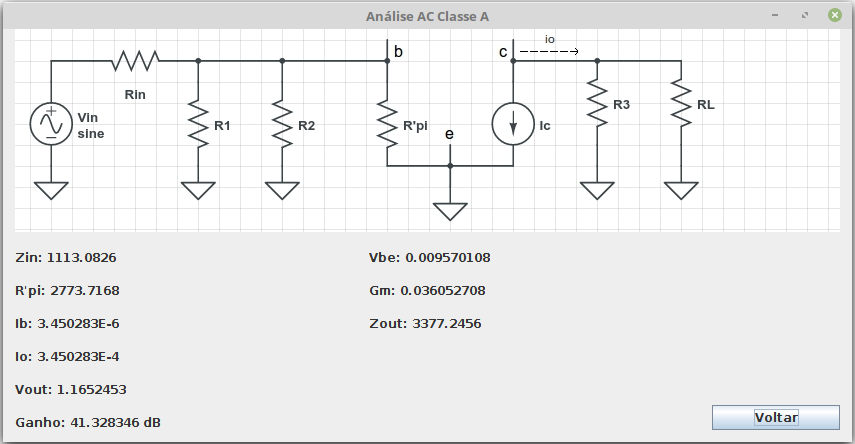 Análise AC Classe A
io
b
c
Rin
Vin
sine
R1
R2
R'pi
e
Ic
R3
RL
Zin: 1113.0826
Vbe: 0.009570108
R'pi: 2773.7168
Gm: 0.036052708
Ib: 3.450283E-6
Zout: 3377.2456
Io: 3.450283E-4
Vout: 1.1652453
Ganho: 41.328346 dB
Voltar